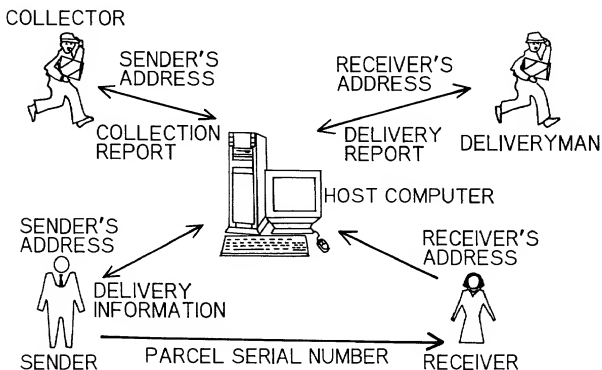 COLLECTOR
SENDER'S
ADDRESS
COLLECTION
REPORT
RECEIVER'S
ADDRESS
DELIVERY
REPORT
DELIVERYMAN
HOST COMPUTER
SENDER'S
ADDRESS
DELIVERY
INFORMATION
SENDER
RECEIVER'S
ADDRESS
PARCEL SERIAL NUMBER
RECEIVER